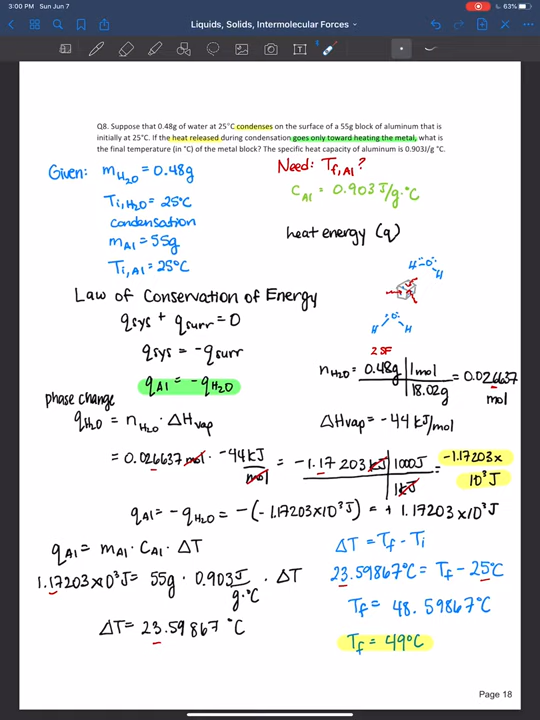 3:00 PM Sun Jun 7
63%
Liquids, Solids, Intermolecular Forces
Q8. Suppose that 0.48g of water at 25°C condenses on the surface of a 55g block of aluminum that is
initially at 25°C. If the heat released during condensation goes only toward heating the metal, what is
the final temperature (in °C) of the metal block? The specific heat capacity of aluminum is 0.903J/g °C.
Given: mH₂O = 0.48g
Need: Tf,Al?
cAl = 0.903 J/g·°C
Ti,H₂O = 25°C
condensation
mAl = 55g
Ti,Al = 25°C
heat energy (q)
H O H
H O H
Law of Conservation of Energy
qsys + qsurr = 0
qsys = -qsurr
qAl = -qH₂O
2SF
nH₂O = 0.48g | 1mol = 0.026637 mol
18.02g
phase change
qH₂O = nH₂O · ΔHvap
ΔHvap = -44 kJ/mol
= 0.026637 mol · -44kJ/mol = -1.17203 kJ | 1000J = -1.17203 x 10³ J
1kJ
qAl = -qH₂O = -(-1.17203x10³J) = + 1.17203x10³J
qAl = mAl · CAl · ΔT
1.17203x10³J = 55g · 0.903J/g·°C · ΔT
ΔT = 23.59867 °C
ΔT = Tf - Ti
23.59867°C = Tf - 25°C
Tf = 48.59867°C
Tf = 49°C
Page 18